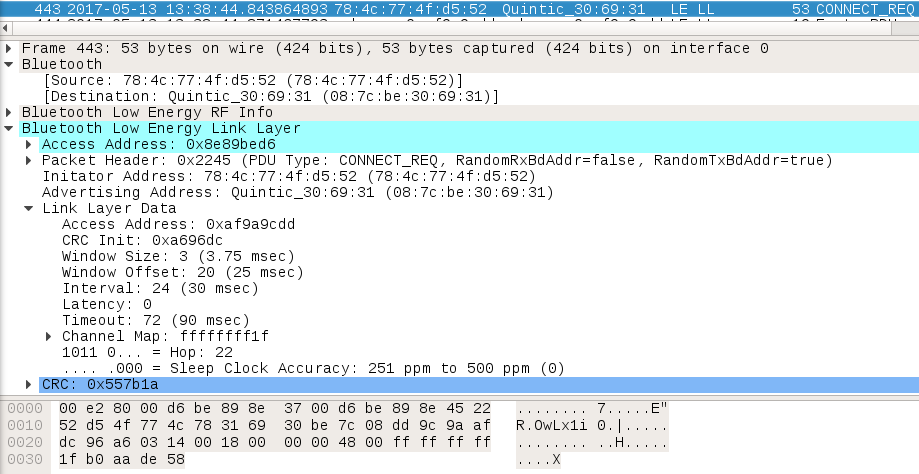 443 2017-05-13 13:38:44.843864893 78:4c:77:4f:d5:52 Quintic_30:69:31 LE LL 53 CONNECT_REQ
Frame 443: 53 bytes on wire (424 bits), 53 bytes captured (424 bits) on interface 0
Bluetooth
[Source: 78:4c:77:4f:d5:52 (78:4c:77:4f:d5:52)]
[Destination: Quintic_30:69:31 (08:7c:be:30:69:31)]
Bluetooth Low Energy RF Info
Bluetooth Low Energy Link Layer
Access Address: 0x8e89bed6
Packet Header: 0x2245 (PDU Type: CONNECT_REQ, RandomRxBdAddr=false, RandomTxBdAddr=true)
Initator Address: 78:4c:77:4f:d5:52 (78:4c:77:4f:d5:52)
Advertising Address: Quintic_30:69:31 (08:7c:be:30:69:31)
Link Layer Data
Access Address: 0xaf9a9cdd
CRC Init: 0xa696dc
Window Size: 3 (3.75 msec)
Window Offset: 20 (25 msec)
Interval: 24 (30 msec)
Latency: 0
Timeout: 72 (90 msec)
Channel Map: ffffffff1f
1011 0... = Hop: 22
.... .000 = Sleep Clock Accuracy: 251 ppm to 500 ppm (0)
CRC: 0x557b1a
0000 00 e2 80 00 d6 be 89 8e 37 00 d6 be 89 8e 45 22 ........ 7.....E"
0010 52 d5 4f 77 4c 78 31 69 30 be 7c 08 dd 9c 9a af R.OwLx1i 0.|.....
0020 dc 96 a6 03 14 00 18 00 00 00 48 00 ff ff ff ff ........ ..H.....
0030 1f b0 aa de 58 ....X